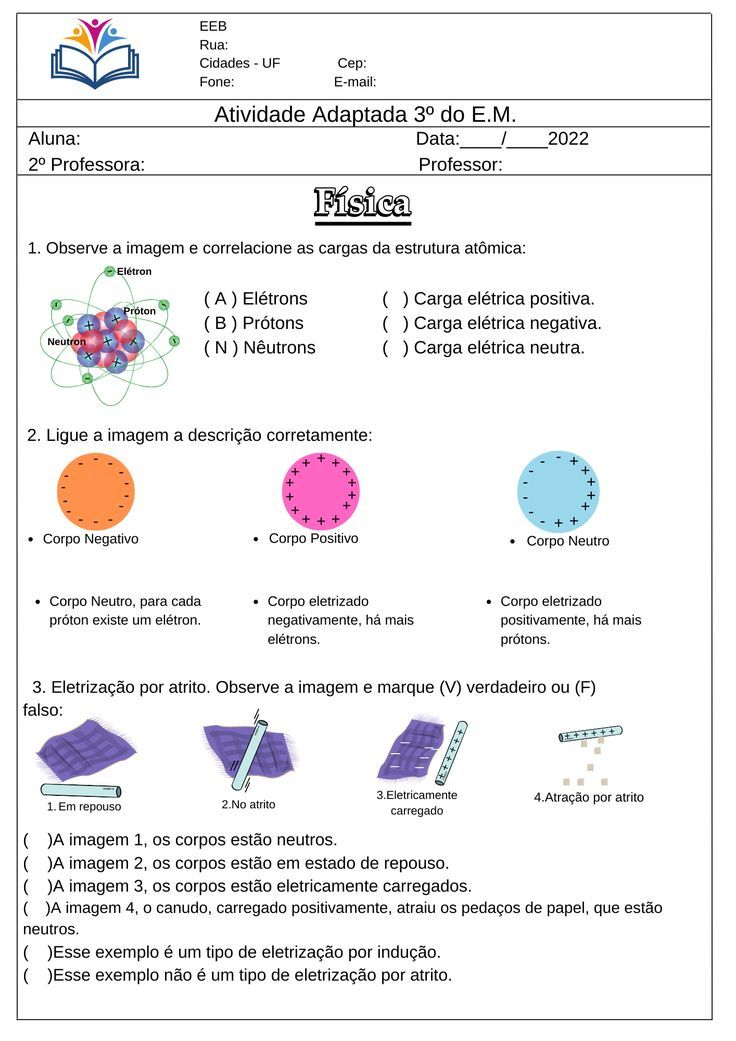 EEB
Rua:
Cidades - UF Cep:
Fone: E-mail:
Atividade Adaptada 3º do E.M.
Aluna: Data:____/____2022
2º Professora: Professor:
Física
1. Observe a imagem e correlacione as cargas da estrutura atômica:
Elétron
Próton
Neutron
( A ) Elétrons ( ) Carga elétrica positiva.
( B ) Prótons ( ) Carga elétrica negativa.
( N ) Nêutrons ( ) Carga elétrica neutra.
2. Ligue a imagem a descrição corretamente:
• Corpo Negativo • Corpo Positivo • Corpo Neutro
• Corpo Neutro, para cada • Corpo eletrizado • Corpo eletrizado
próton existe um elétron. negativamente, há mais positivamente, há mais
elétrons. prótons.
3. Eletrização por atrito. Observe a imagem e marque (V) verdadeiro ou (F)
falso:
1. Em repouso 2.No atrito 3.Eletricamente 4.Atração por atrito
carregado
( )A imagem 1, os corpos estão neutros.
( )A imagem 2, os corpos estão em estado de repouso.
( )A imagem 3, os corpos estão eletricamente carregados.
( )A imagem 4, o canudo, carregado positivamente, atraiu os pedaços de papel, que estão
neutros.
( )Esse exemplo é um tipo de eletrização por indução.
( )Esse exemplo não é um tipo de eletrização por atrito.